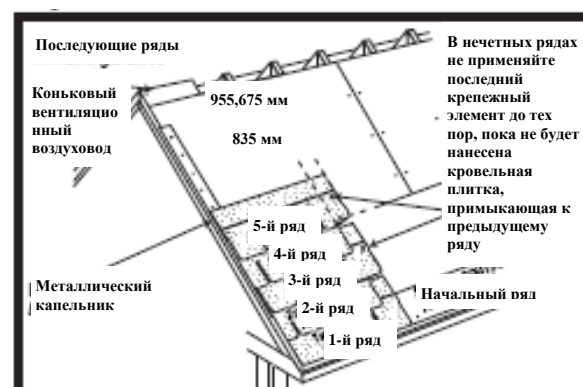 Последующие ряды
Коньковый
вентиляцио
нный
воздуховод
955,675 мм
835 мм
В нечетных рядах
не применяйте
последний
крепежный
элемент до тех
пор, пока не будет
нанесена
кровельная
плитка,
примыкающая к
предыдущему
ряду
5-й ряд
4-й ряд
3-й ряд
2-й ряд
1-й ряд
Металлический
капельник
Начальный ряд